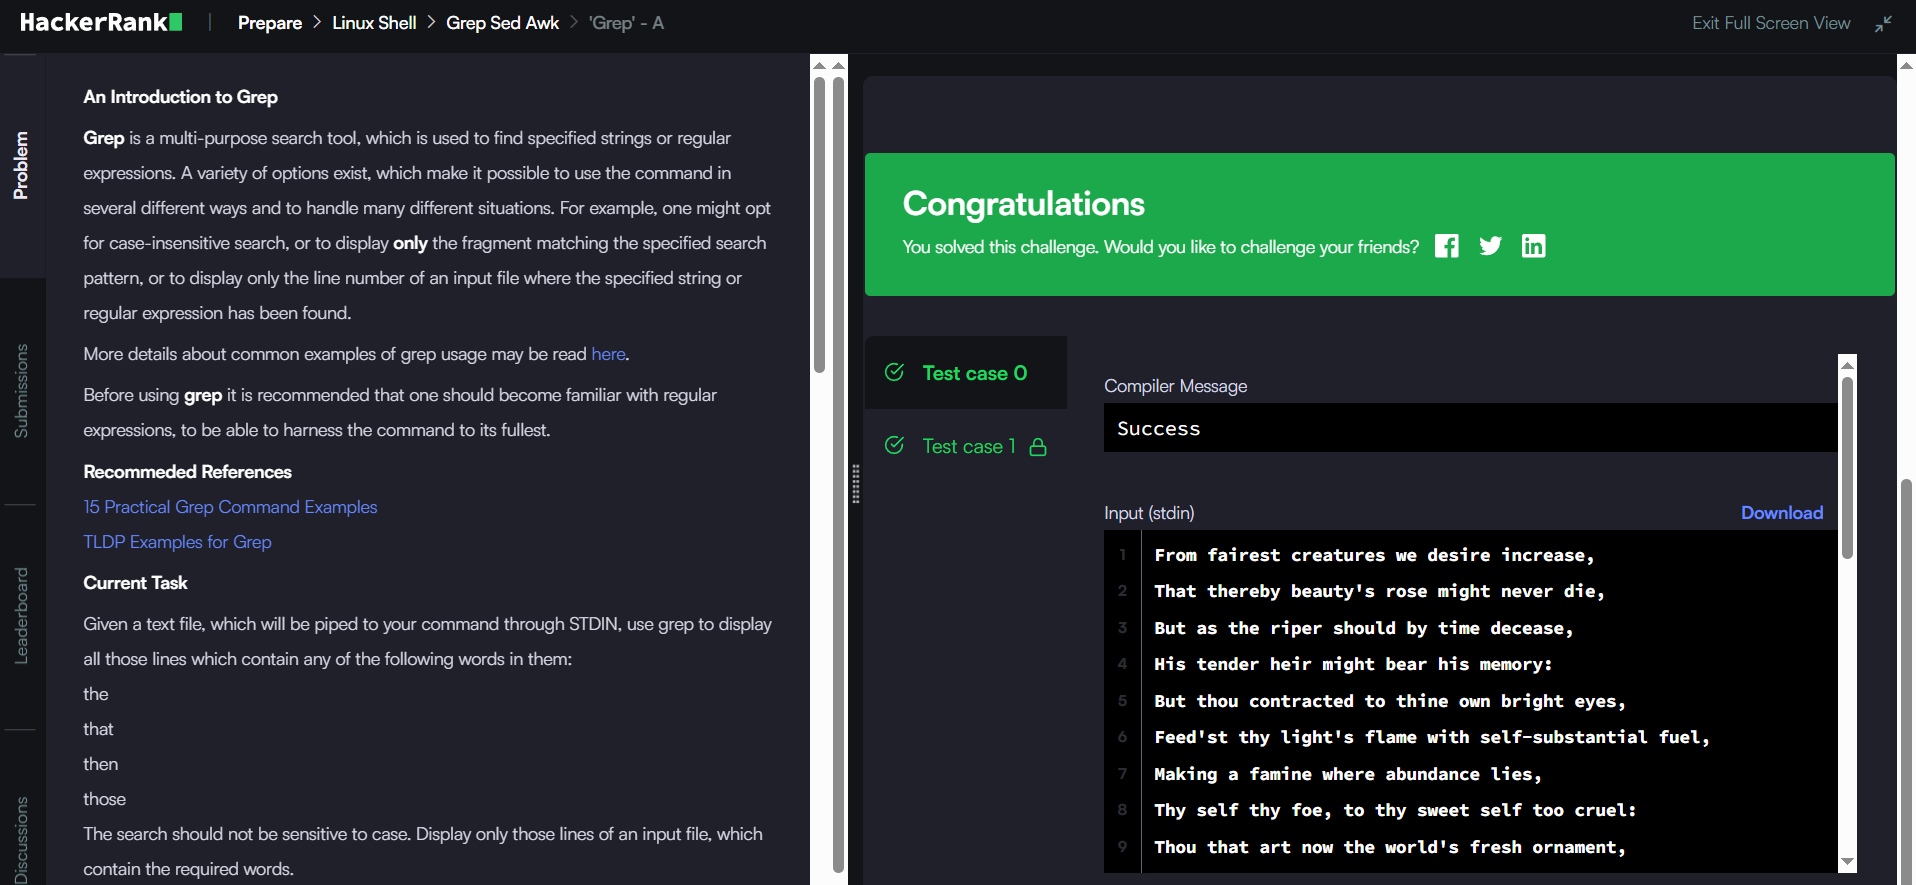 HackerRank | Prepare > Linux Shell > Grep Sed Awk > 'Grep' - A
Exit Full Screen View
Problem
Submissions
Leaderboard
Discussions
An Introduction to Grep
Grep is a multi-purpose search tool, which is used to find specified strings or regular
expressions. A variety of options exist, which make it possible to use the command in
several different ways and to handle many different situations. For example, one might opt
for case-insensitive search, or to display only the fragment matching the specified search
pattern, or to display only the line number of an input file where the specified string or
regular expression has been found.
More details about common examples of grep usage may be read here.
Before using grep it is recommended that one should become familiar with regular
expressions, to be able to harness the command to its fullest.
Recommeded References
15 Practical Grep Command Examples
TLDP Examples for Grep
Current Task
Given a text file, which will be piped to your command through STDIN, use grep to display
all those lines which contain any of the following words in them:
the
that
then
those
The search should not be sensitive to case. Display only those lines of an input file, which
contain the required words.
Congratulations
You solved this challenge. Would you like to challenge your friends?
Test case 0
Test case 1
Compiler Message
Success
Input (stdin)
Download
1 From fairest creatures we desire increase,
2 That thereby beauty's rose might never die,
3 But as the riper should by time decease,
4 His tender heir might bear his memory:
5 But thou contracted to thine own bright eyes,
6 Feed'st thy light's flame with self-substantial fuel,
7 Making a famine where abundance lies,
8 Thy self thy foe, to thy sweet self too cruel:
9 Thou that art now the world's fresh ornament,